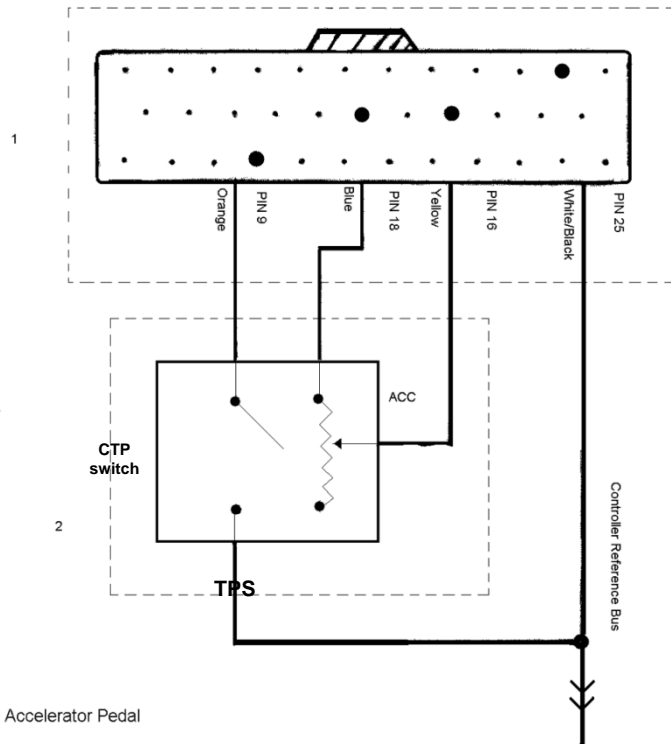 1
Orange
PIN 9
Blue
PIN 18
Yellow
PIN 16
White/Black
PIN 25
ACC
CTP
switch
2
TPS
Controller Reference Bus
Accelerator Pedal